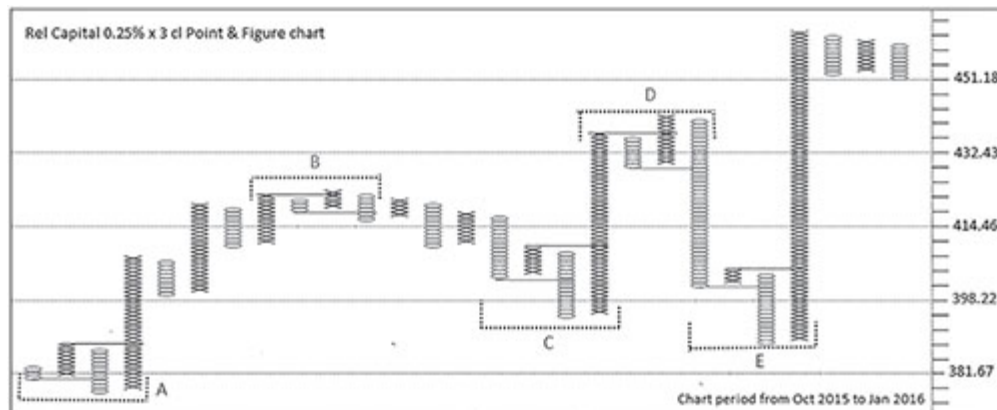 Rel Capital 0.25% x 3 cl Point & Figure chart
451.18
D
432.43
B
414.46
398.22
C
E
381.67
A
Chart period from Oct 2015 to Jan 2016